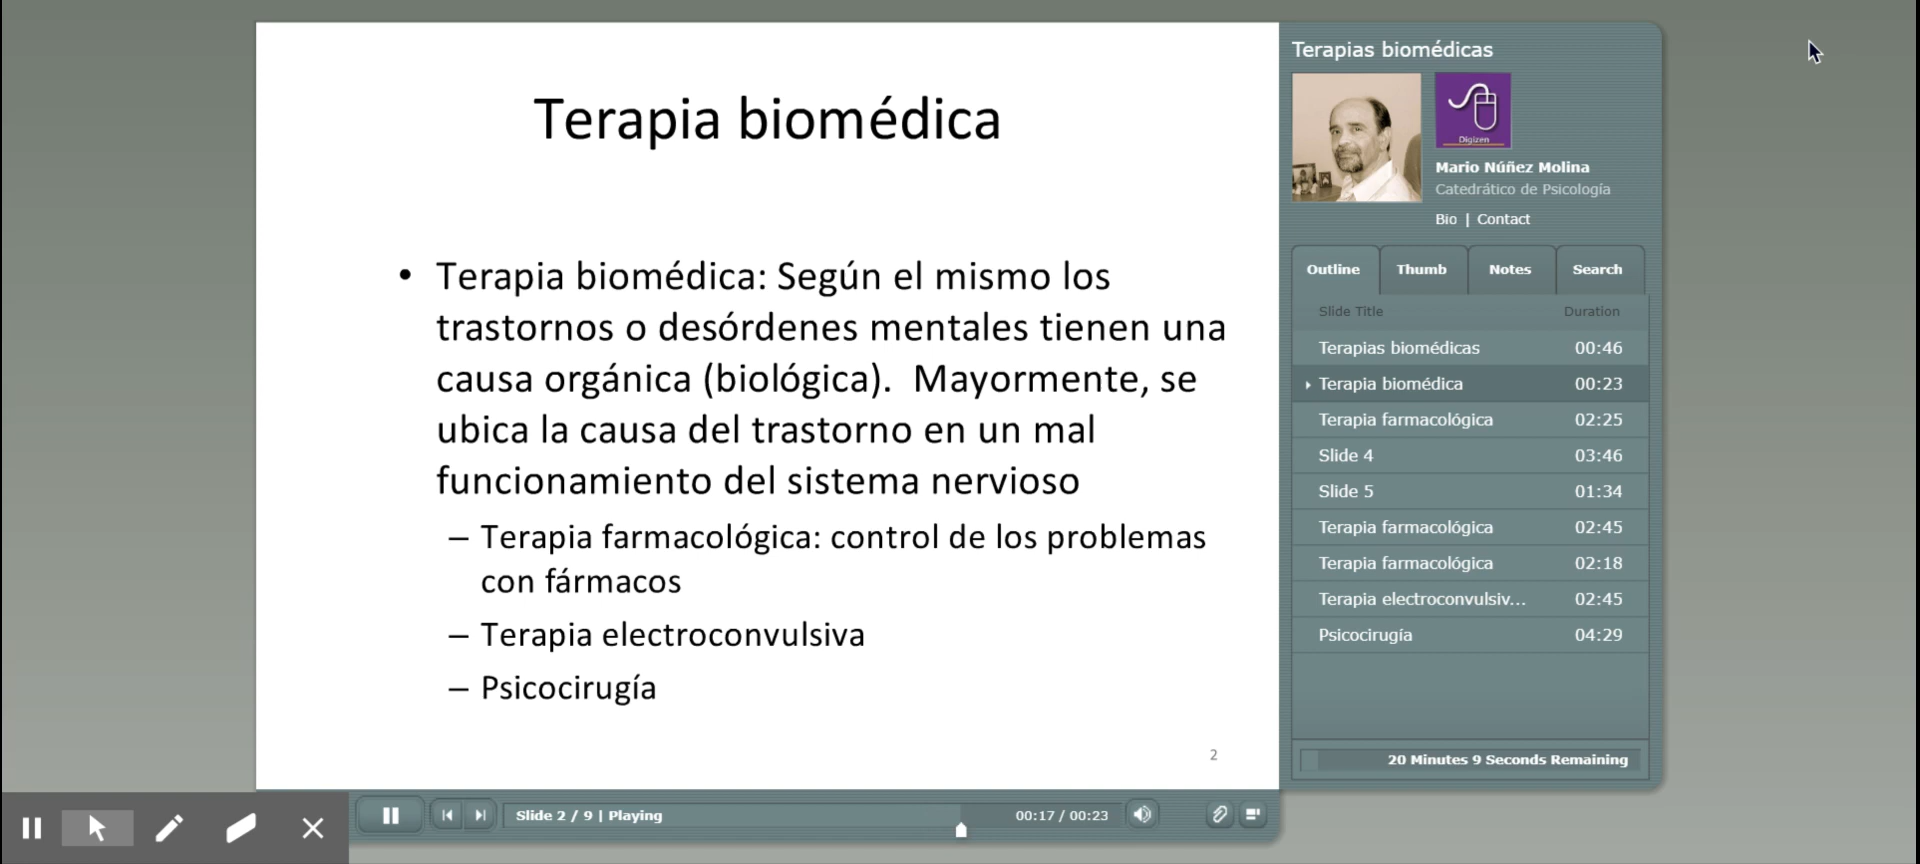 Terapia biomédica
• Terapia biomédica: Según el mismo los
trastornos o desórdenes mentales tienen una
causa orgánica (biológica).  Mayormente, se
ubica la causa del trastorno en un mal
funcionamiento del sistema nervioso
– Terapia farmacológica: control de los problemas
con fármacos
– Terapia electroconvulsiva
– Psicocirugía
2
Terapias biomédicas
Digizen
Mario Núñez Molina
Catedrático de Psicología
Bio | Contact
Outline Thumb Notes Search
Slide Title Duration
Terapias biomédicas 00:46
Terapia biomédica 00:23
Terapia farmacológica 02:25
Slide 4 03:46
Slide 5 01:34
Terapia farmacológica 02:45
Terapia farmacológica 02:18
Terapia electroconvulsiv... 02:45
Psicocirugía 04:29
20 Minutes 9 Seconds Remaining
Slide 2 / 9 | Playing 00:17 / 00:23